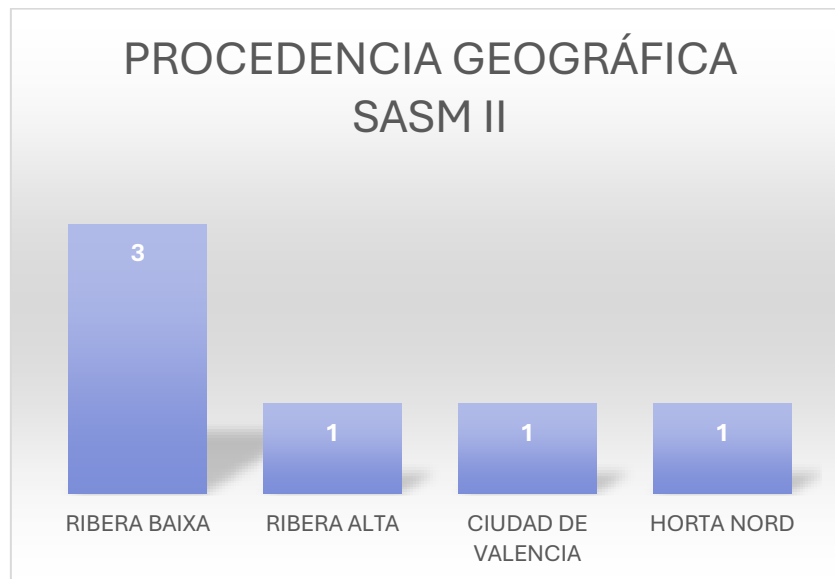 PROCEDENCIA GEOGRÁFICA
SASM II
3
1
1
1
RIBERA BAIXA
RIBERA ALTA
CIUDAD DE
VALENCIA
HORTA NORD